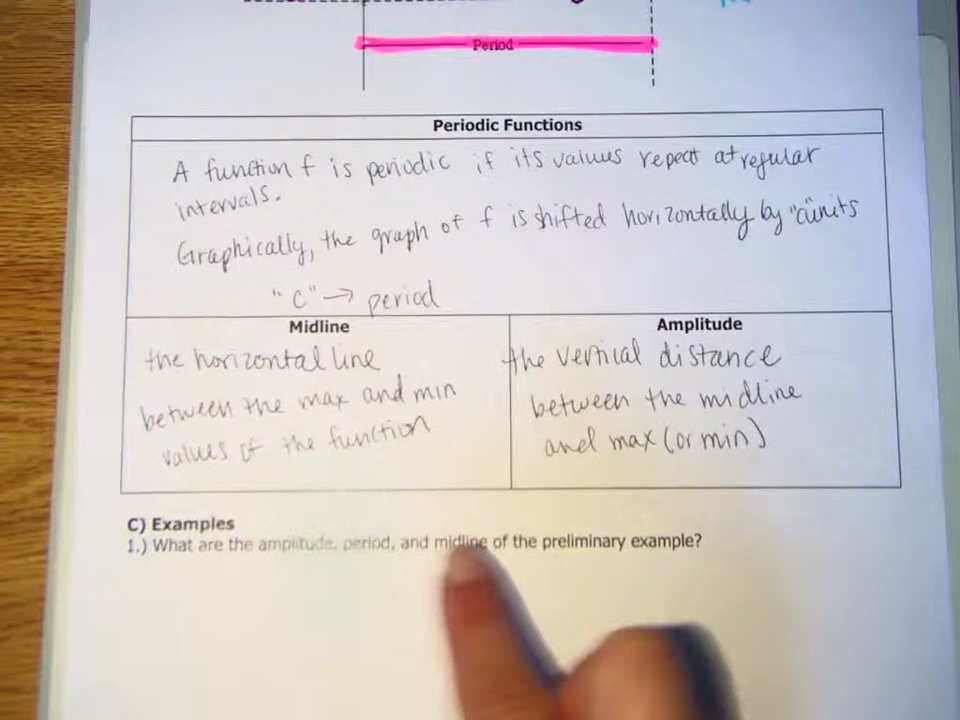 Period
Periodic Functions
A function f is periodic if its values repeat at regular
intervals.
Graphically, the graph of f is shifted horizontally by "c" units
"C" → period
Midline
the horizontal line
between the max and min
values of the function
Amplitude
the vertical distance
between the midline
and max (or min)
C) Examples
1.) What are the amplitude, period, and midline of the preliminary example?